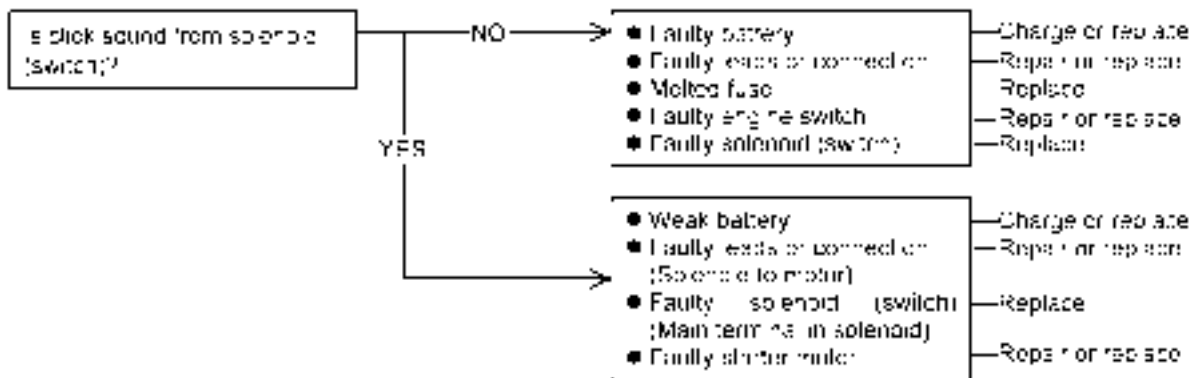 Is click sound from solenoid
(switch)?
NO
YES
● Faulty battery
● Faulty leads or connection
● Melted fuse
● Faulty engine switch
● Faulty solenoid (switch)
Charge or replace
Repair or replace
Replace
Repair or replace
Replace
● Weak battery
● Faulty leads or connection
(Solenoid to motor)
● Faulty solenoid (switch)
(Main terminal in solenoid)
● Faulty starter motor
Charge or replace
Repair or replace
Replace
Repair or replace